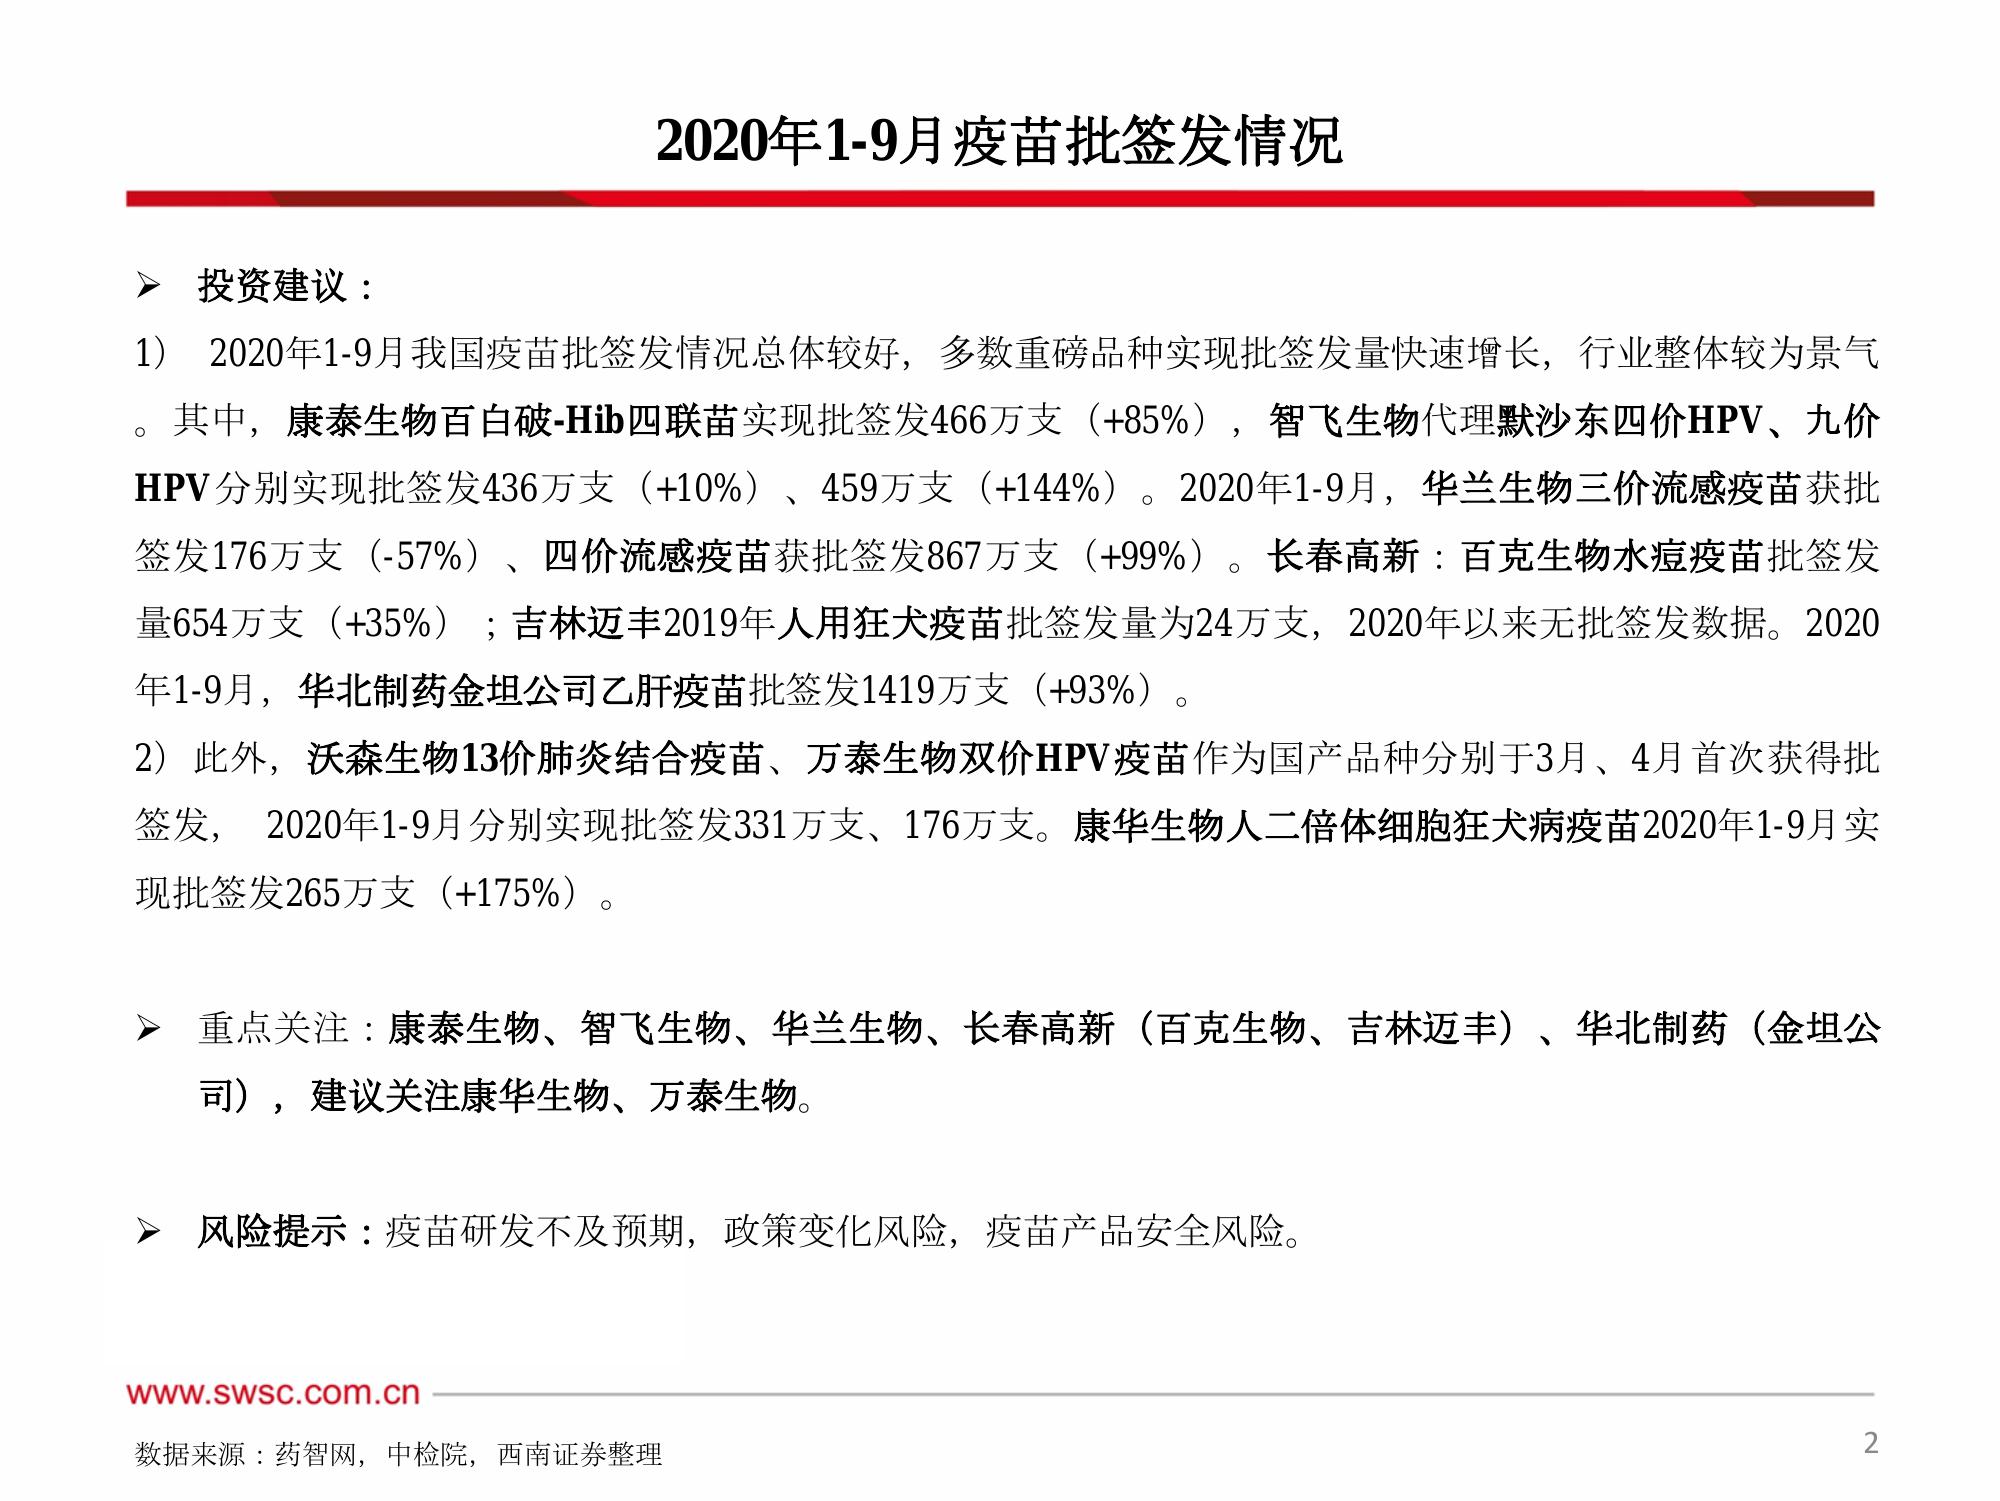 2020年1-9月疫苗批签发情况
➢ 投资建议：
1） 2020年1-9月我国疫苗批签发情况总体较好，多数重磅品种实现批签发量快速增长，行业整体较为景气
。其中，康泰生物百白破-Hib四联苗实现批签发466万支（+85%），智飞生物代理默沙东四价HPV、九价
HPV分别实现批签发436万支（+10%）、459万支（+144%）。2020年1-9月，华兰生物三价流感疫苗获批
签发176万支（-57%）、四价流感疫苗获批签发867万支（+99%）。长春高新：百克生物水痘疫苗批签发
量654万支（+35%）；吉林迈丰2019年人用狂犬疫苗批签发量为24万支，2020年以来无批签发数据。2020
年1-9月，华北制药金坦公司乙肝疫苗批签发1419万支（+93%）。
2）此外，沃森生物13价肺炎结合疫苗、万泰生物双价HPV疫苗作为国产品种分别于3月、4月首次获得批
签发， 2020年1-9月分别实现批签发331万支、176万支。康华生物人二倍体细胞狂犬病疫苗2020年1-9月实
现批签发265万支（+175%）。
➢ 重点关注：康泰生物、智飞生物、华兰生物、长春高新（百克生物、吉林迈丰）、华北制药（金坦公
司），建议关注康华生物、万泰生物。
➢ 风险提示：疫苗研发不及预期，政策变化风险，疫苗产品安全风险。
www.swsc.com.cn
数据来源：药智网，中检院，西南证券整理
2